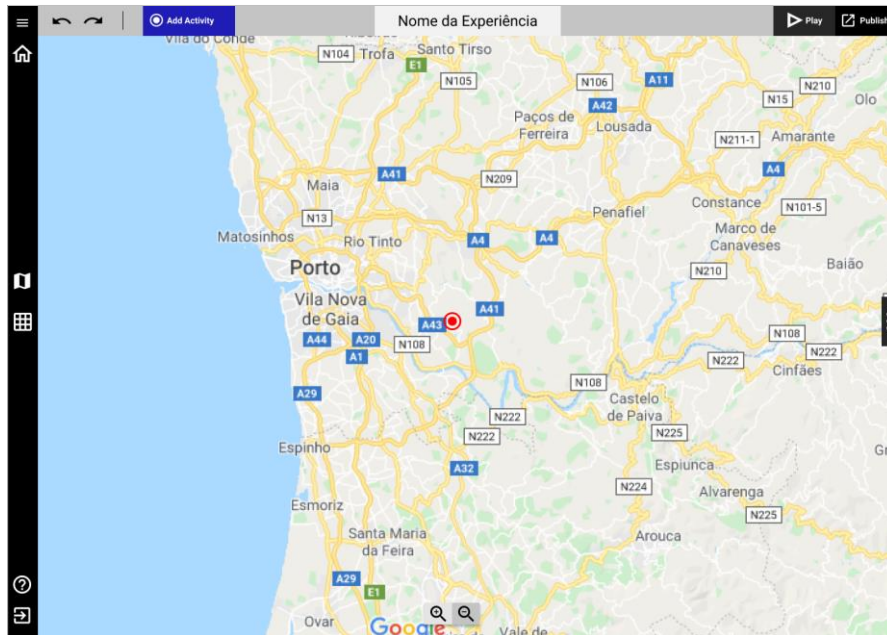 Add Activity
Nome da Experiência
Play
Publish
Vila do Conde
N104
Trofa
Santo Tirso
E1
N105
N106
A11
A42
N15
N210
Olo
Paços de
Ferreira
Lousada
N211-1
Amarante
A41
N209
A4
Maia
Constance
N101-5
N13
Penafiel
Matosinhos
Rio Tinto
A4
A4
Marco de
Canaveses
Porto
N210
Baião
Vila Nova
de Gaia
A41
A43
A44
A20
N108
A1
N108
N222
N222
Cinfães
A29
N108
Castelo
de Paiva
N222
N222
N225
Espinho
A32
Espiunca
N224
Alvarenga
Esmoriz
N225
Santa Maria
da Feira
Arouca
A29
E1
Ovar
Google
Vale de